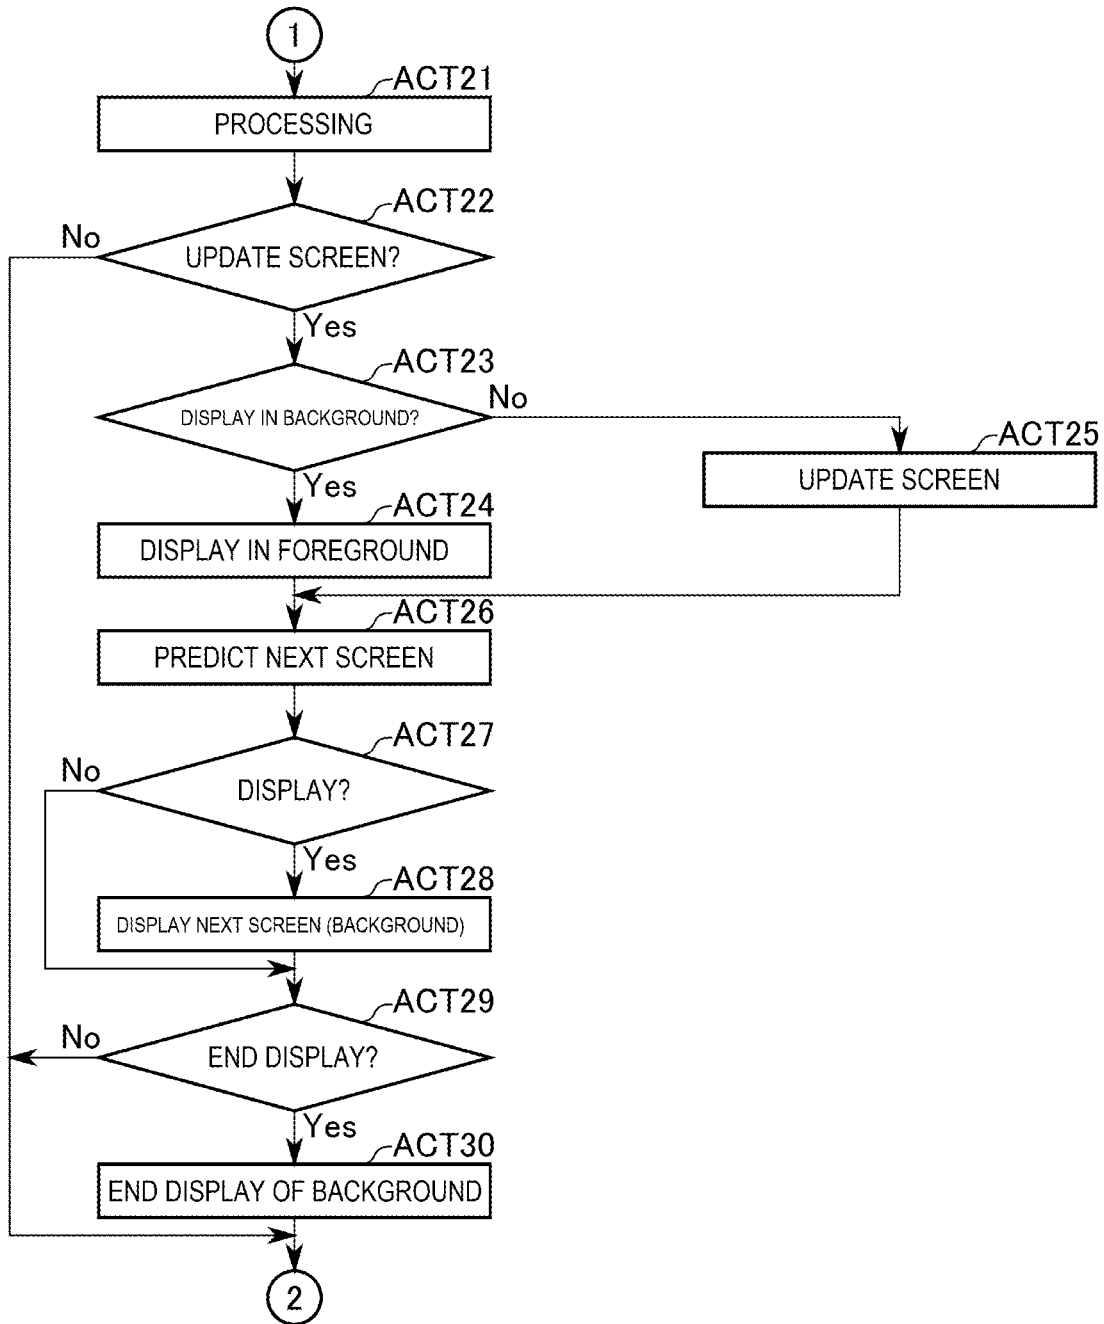 1
ACT21
PROCESSING
ACT22
No
UPDATE SCREEN?
Yes
ACT23
DISPLAY IN BACKGROUND?
No
ACT25
UPDATE SCREEN
Yes
ACT24
DISPLAY IN FOREGROUND
ACT26
PREDICT NEXT SCREEN
ACT27
No
DISPLAY?
Yes
ACT28
DISPLAY NEXT SCREEN (BACKGROUND)
ACT29
No
END DISPLAY?
Yes
ACT30
END DISPLAY OF BACKGROUND
2